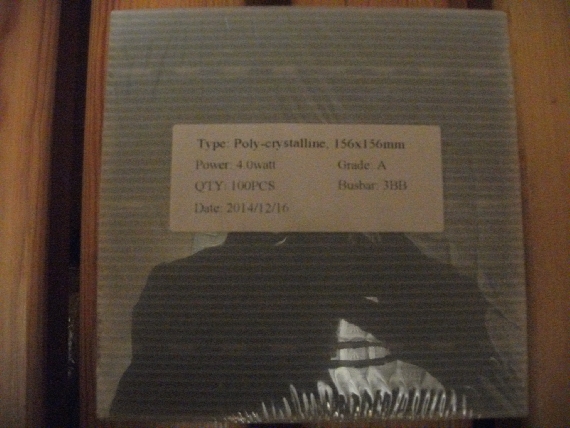 Type: Poly-crystalline, 156x156mm
Power: 4.0watt Grade: A
QTY: 100PCS Busbar: 3BB
Date: 2014/12/16